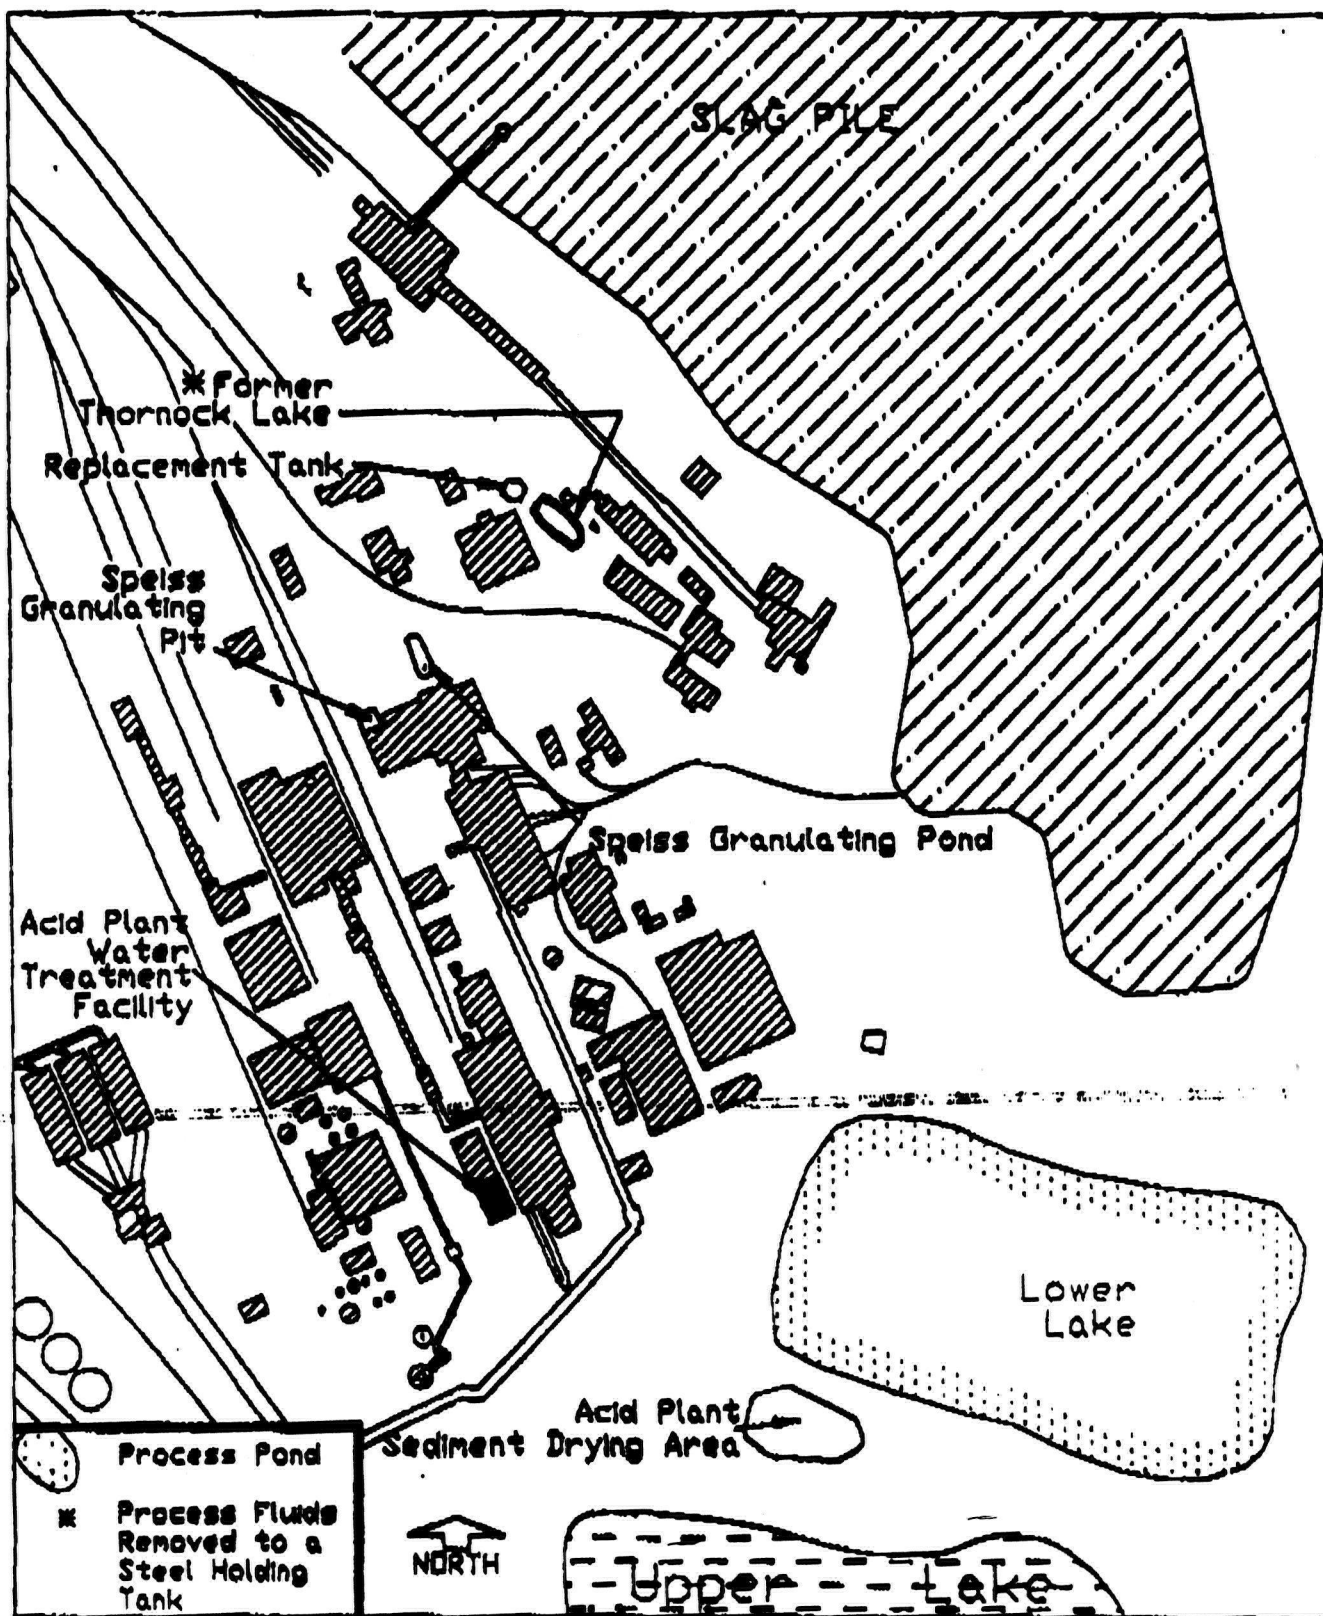 SLAG PILE
* Former
Thornock Lake
Replacement Tank
Speiss
Granulating
Pit
Speiss Granulating Pond
Acid Plant
Water
Treatment
Facility
Lower
Lake
Acid Plant
Sediment Drying Area
Process Pond
* Process Fluids
Removed to a
Steel Holding
Tank
NORTH
Upper Lake